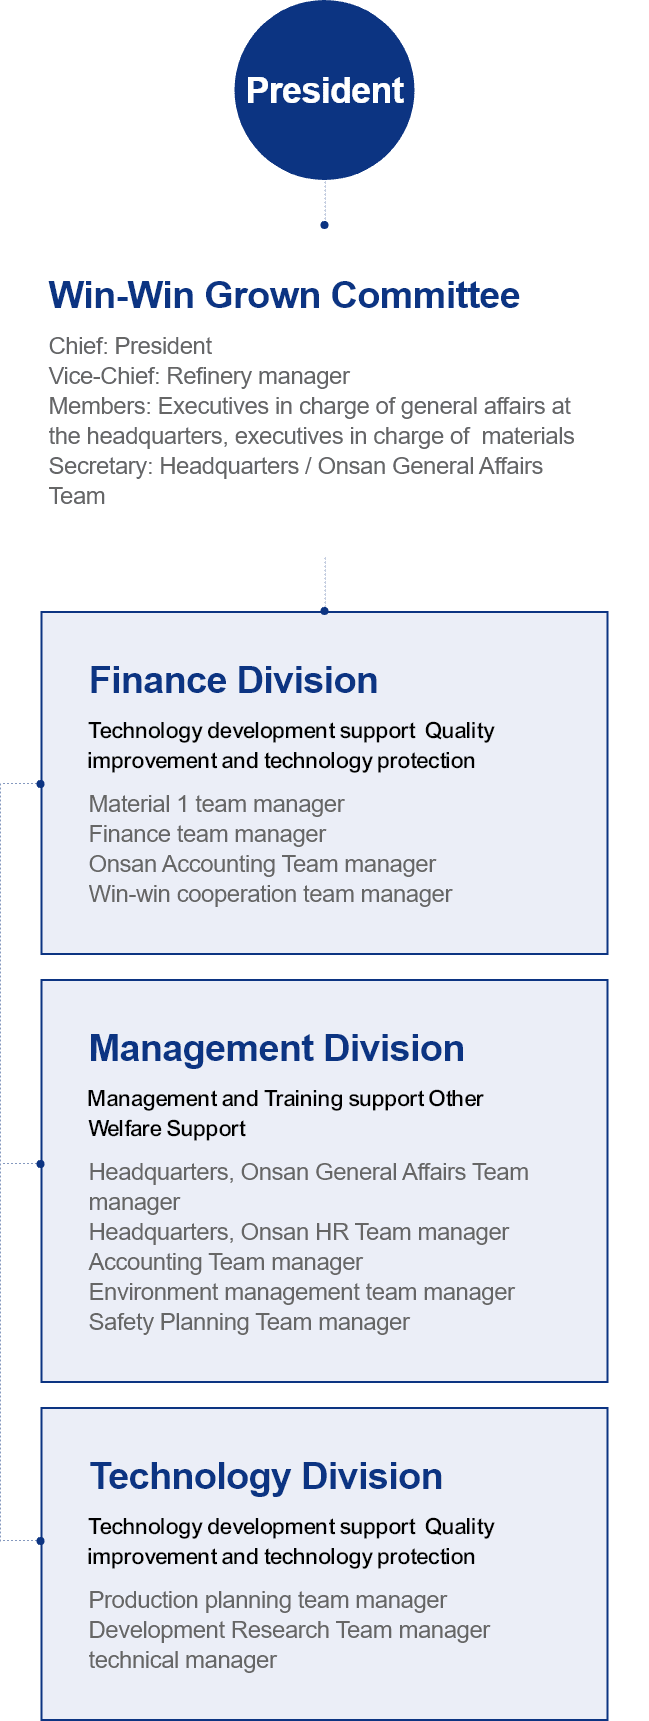 President
Win-Win Grown Committee
Chief: President
Vice-Chief: Refinery manager
Members: Executives in charge of general affairs at
the headquarters, executives in charge of  materials
Secretary: Headquarters / Onsan General Affairs
Team
Finance Division
Technology development support  Quality
improvement and technology protection
Material 1 team manager
Finance team manager
Onsan Accounting Team manager
Win-win cooperation team manager
Management Division
Management and Training support Other
Welfare Support
Headquarters, Onsan General Affairs Team
manager
Headquarters, Onsan HR Team manager
Accounting Team manager
Environment management team manager
Safety Planning Team manager
Technology Division
Technology development support  Quality
improvement and technology protection
Production planning team manager
Development Research Team manager
technical manager